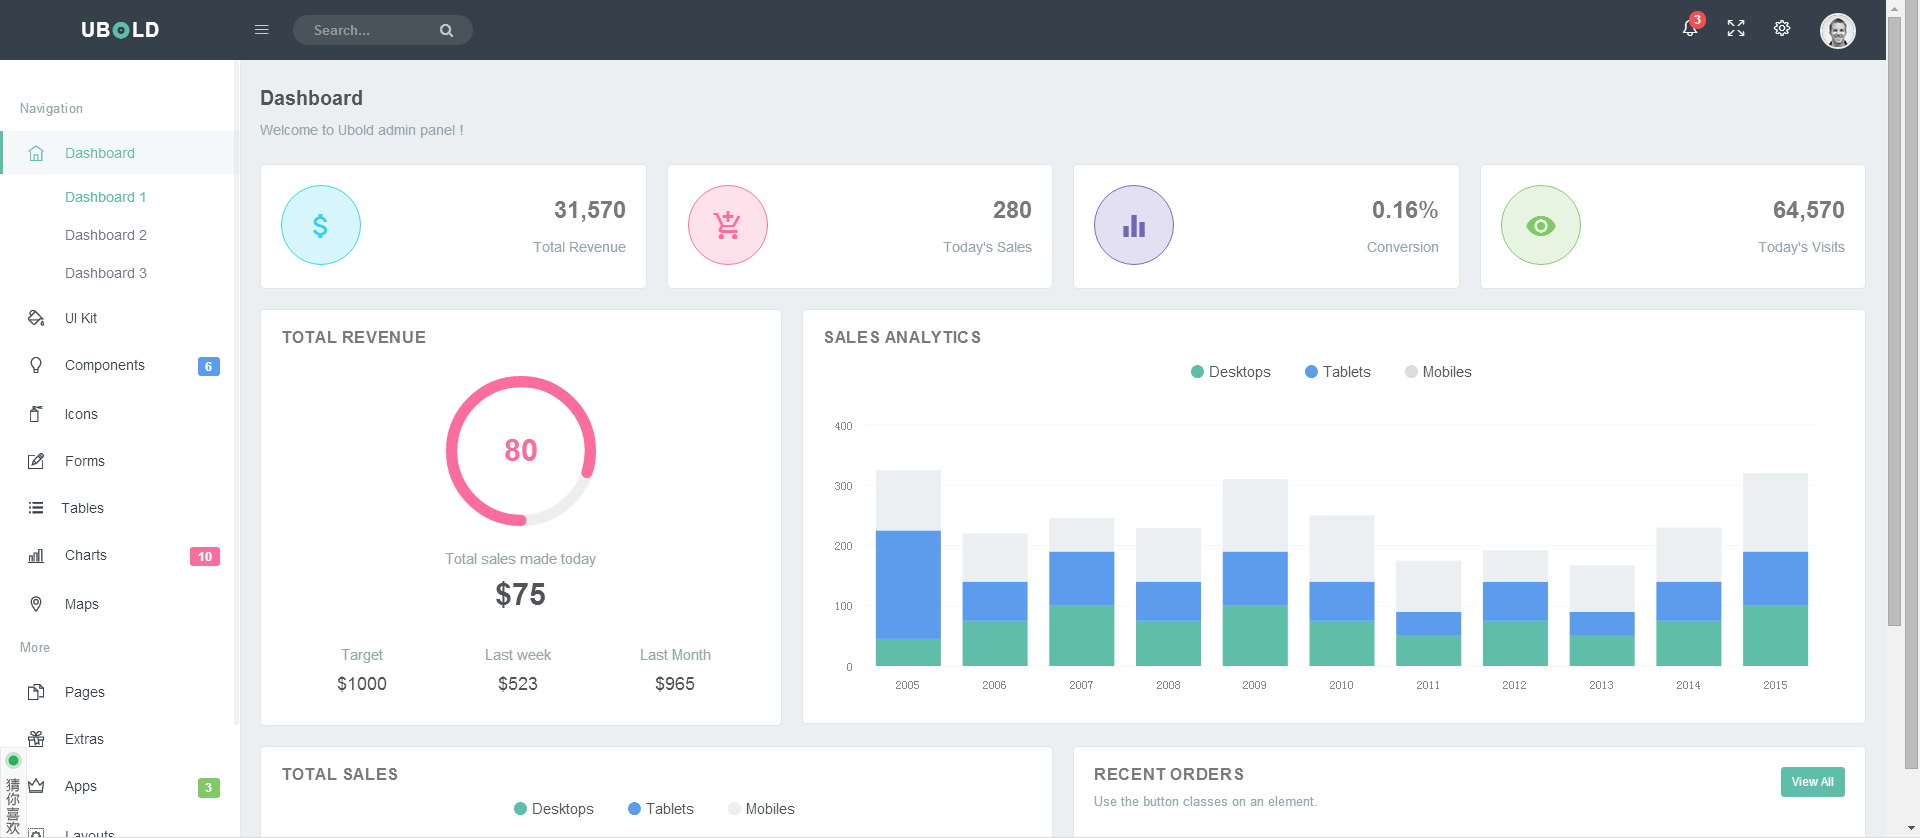 UBOLD
Search...
3
Navigation
Dashboard
Dashboard 1
Dashboard 2
Dashboard 3
UI Kit
Components 6
Icons
Forms
Tables
Charts 10
Maps
More
Pages
Extras
Apps 3
Layouts
猜你喜欢
Dashboard
Welcome to Ubold admin panel !
31,570
Total Revenue
280
Today's Sales
0.16%
Conversion
64,570
Today's Visits
TOTAL REVENUE
80
Total sales made today
$75
Target Last week Last Month
$1000 $523 $965
SALES ANALYTICS
Desktops Tablets Mobiles
400
300
200
100
0
2005 2006 2007 2008 2009 2010 2011 2012 2013 2014 2015
TOTAL SALES
Desktops Tablets Mobiles
RECENT ORDERS
Use the button classes on an element.
View All